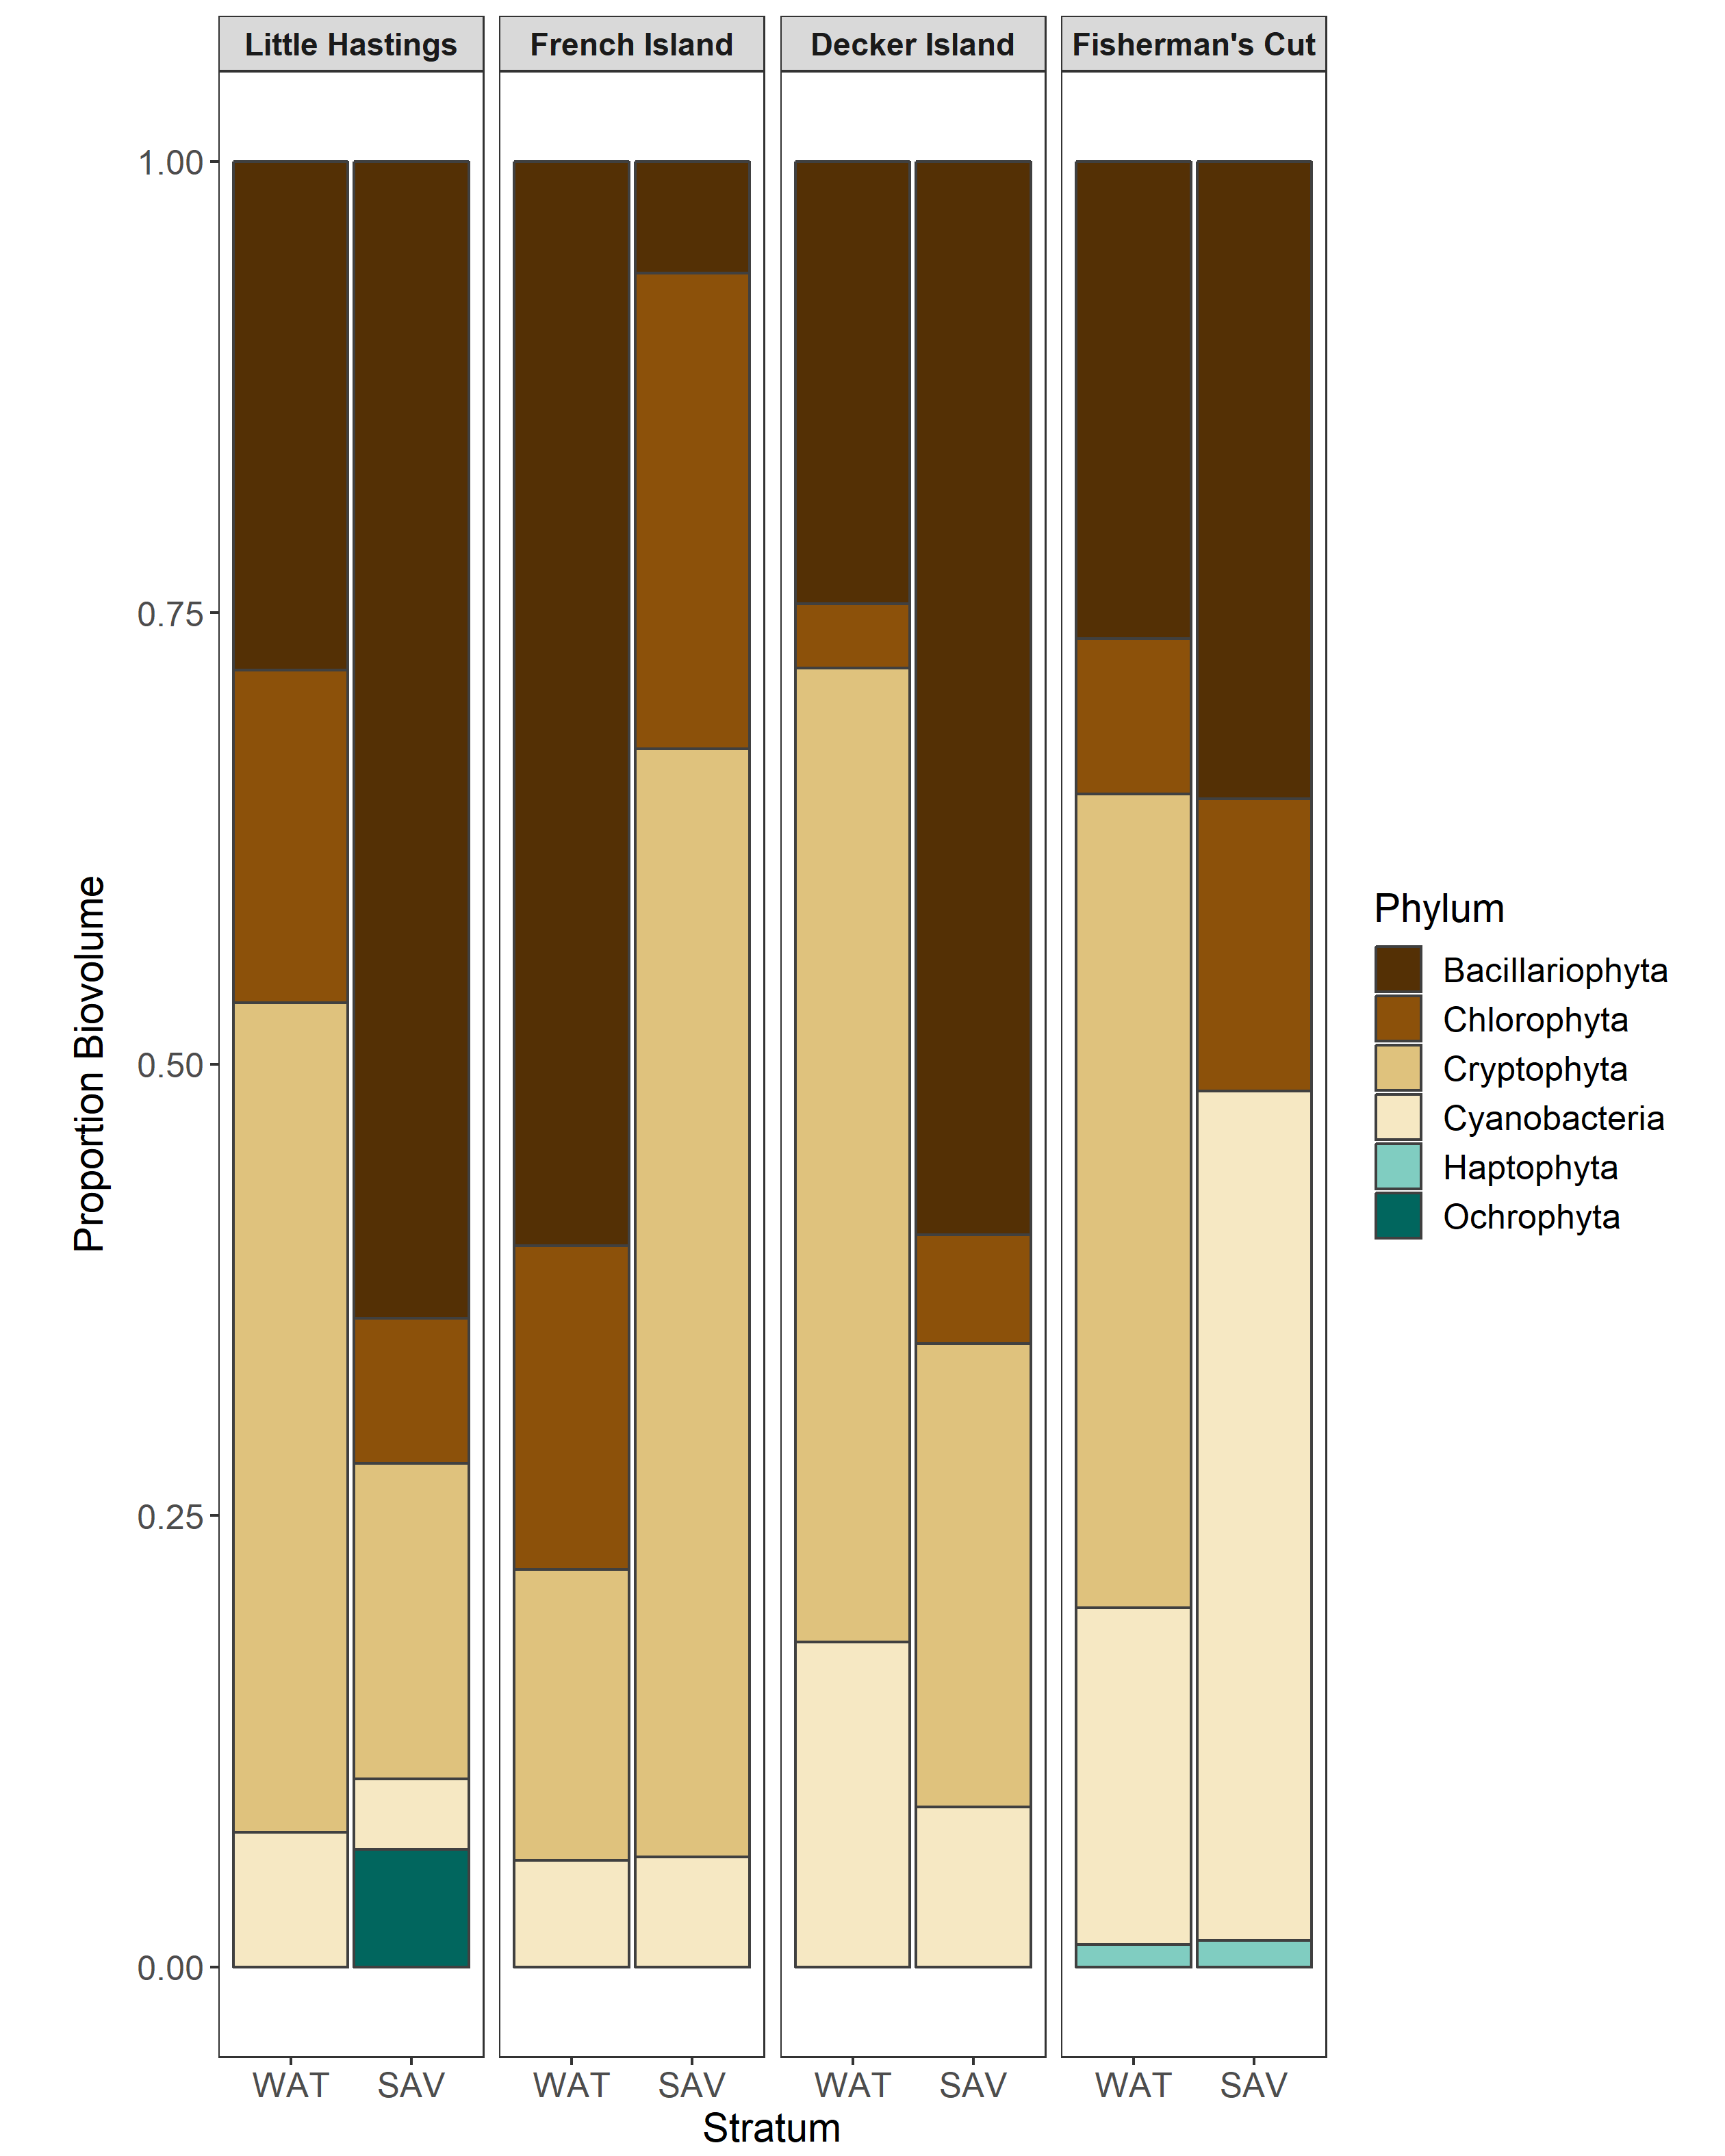 Little Hastings French Island Decker Island Fisherman's Cut
1.00
0.75
0.50
0.25
0.00
Proportion Biovolume
WAT SAV WAT SAV WAT SAV WAT SAV
Stratum
Phylum
Bacillariophyta
Chlorophyta
Cryptophyta
Cyanobacteria
Haptophyta
Ochrophyta